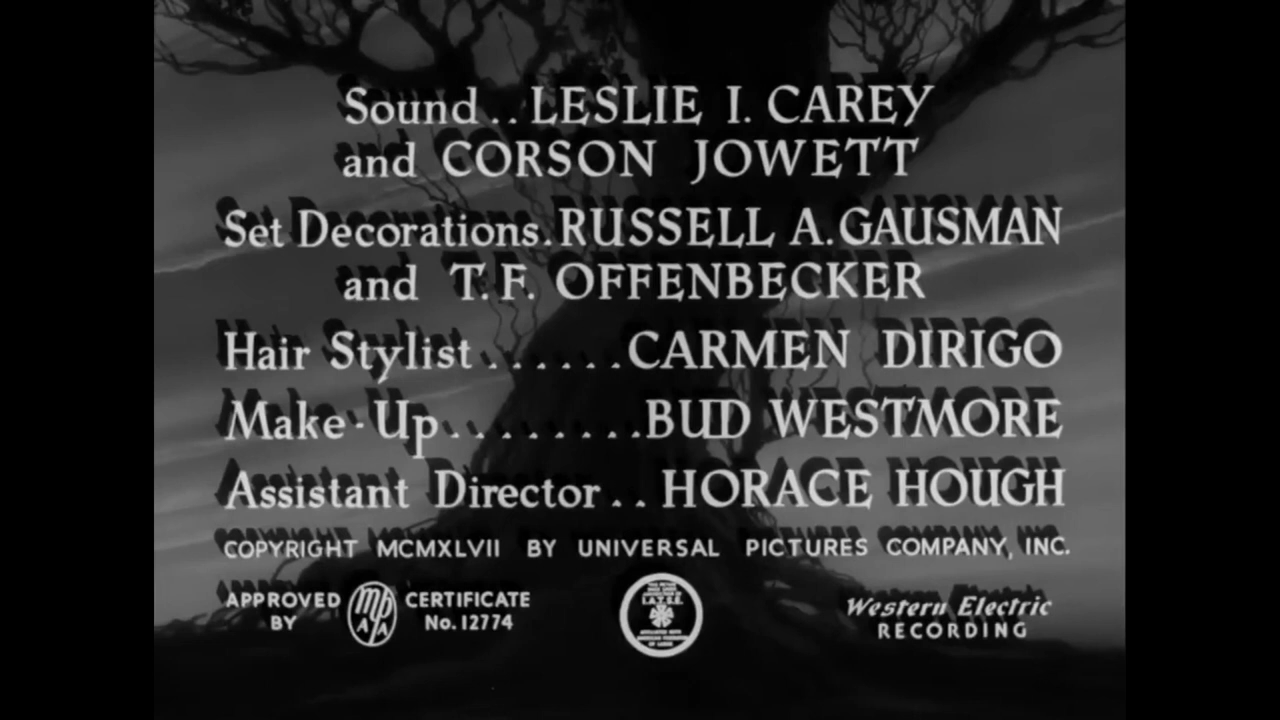 Sound.. LESLIE I. CAREY
and CORSON JOWETT
Set Decorations. RUSSELL A. GAUSMAN
and T. F. OFFENBECKER
Hair Stylist ...... CARMEN DIRIGO
Make-Up ........ BUD WESTMORE
Assistant Director .. HORACE HOUGH
COPYRIGHT MCMXLVII BY UNIVERSAL PICTURES COMPANY, INC.
APPROVED BY
MPAA
CERTIFICATE No. 12774
I.A.T.S.E.
Western Electric
RECORDING